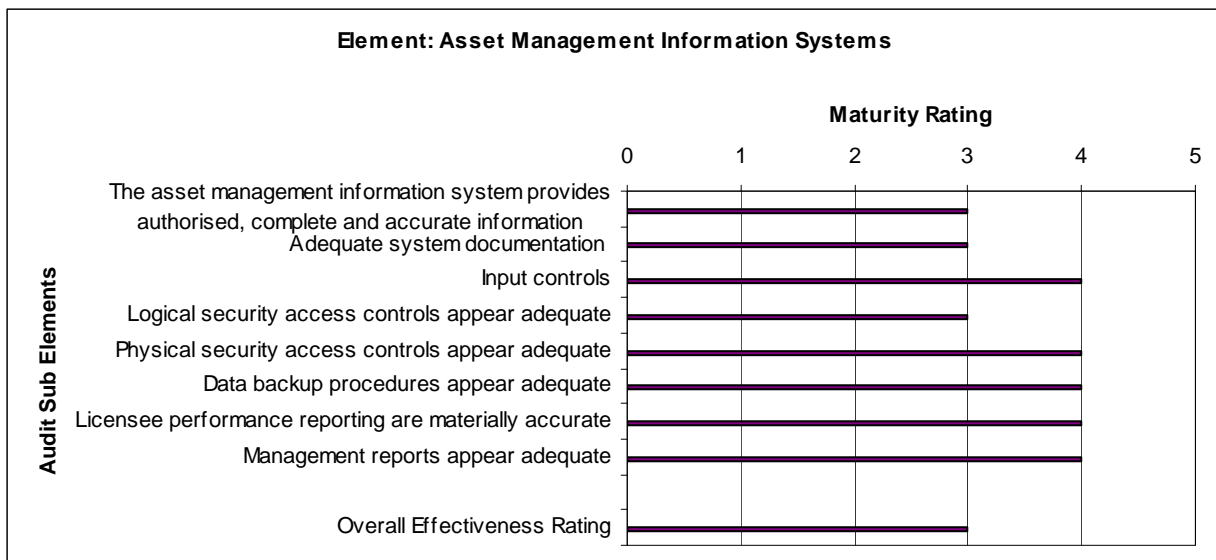 Element: Asset Management Information Systems
Maturity Rating
0 1 2 3 4 5
The asset management information system provides
authorised, complete and accurate information
Adequate system documentation
Input controls
Logical security access controls appear adequate
Physical security access controls appear adequate
Data backup procedures appear adequate
Licensee performance reporting are materially accurate
Management reports appear adequate
Overall Effectiveness Rating
Audit Sub Elements